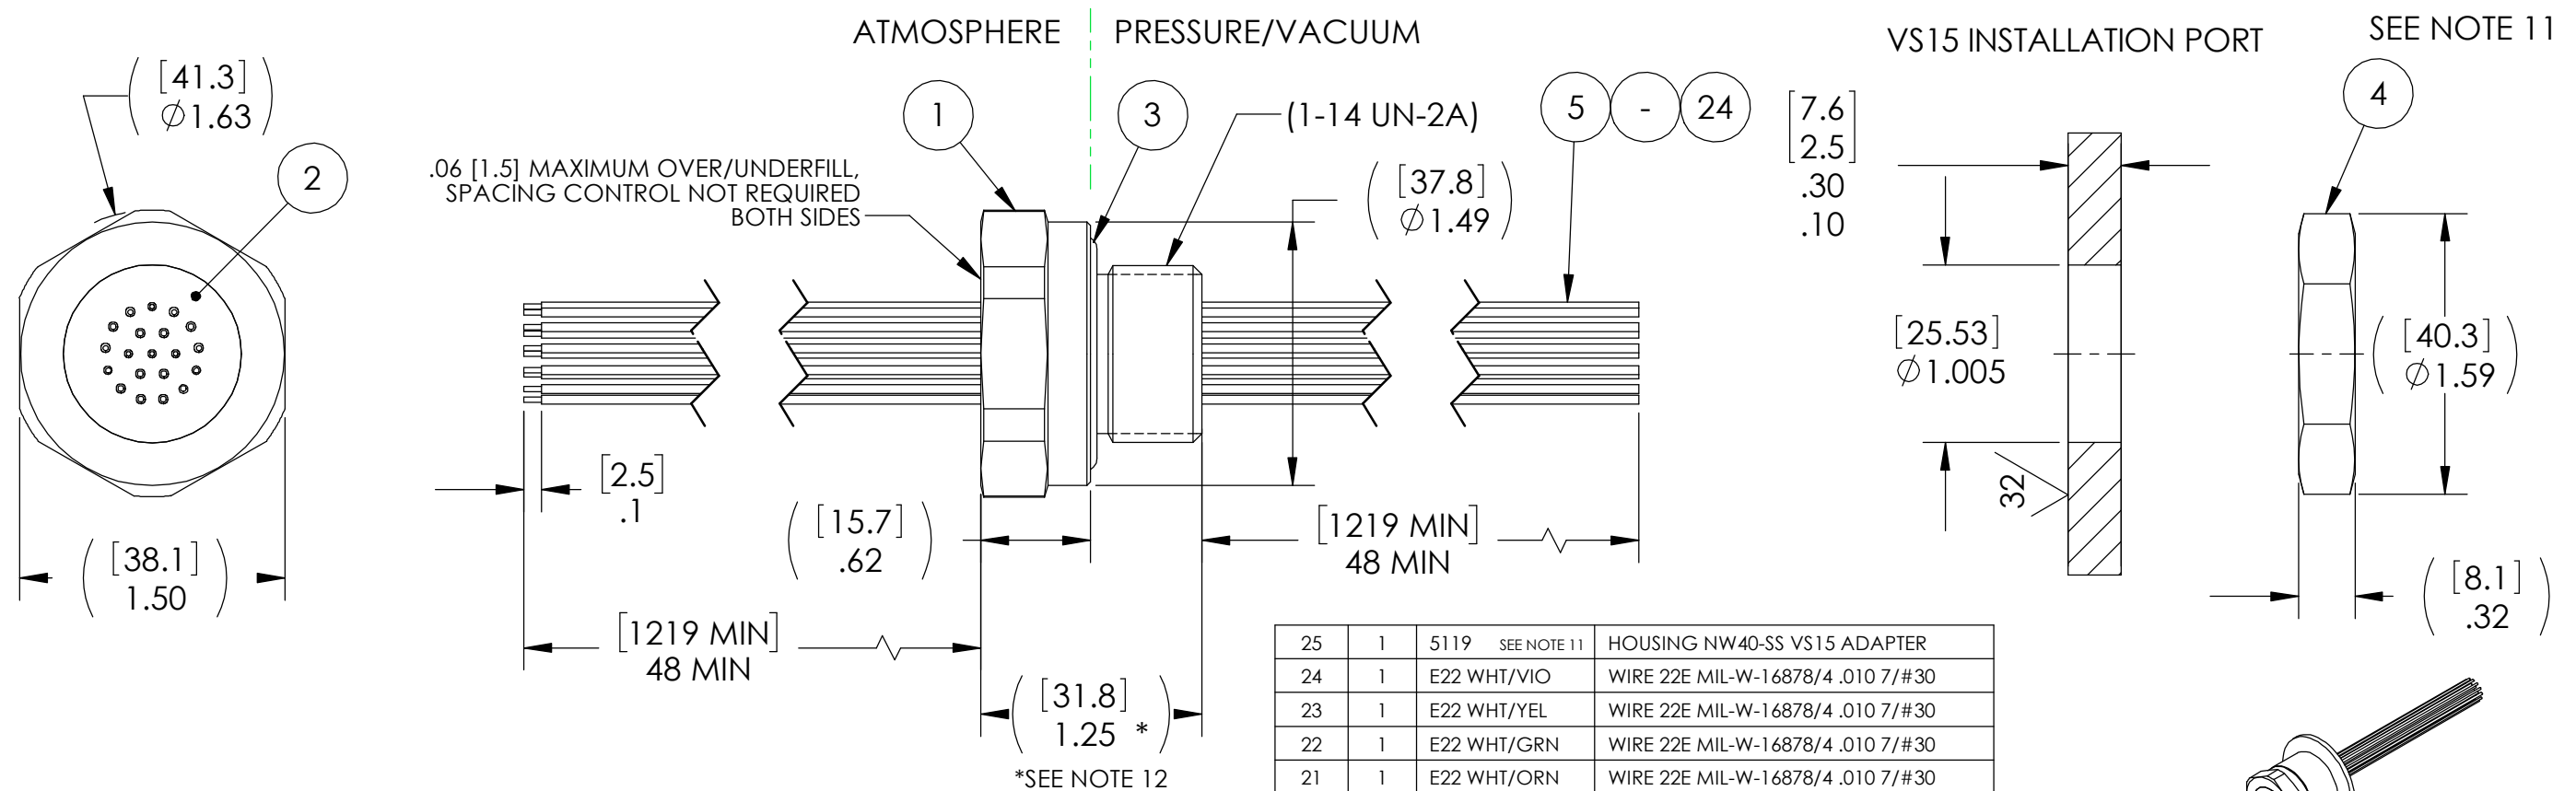 ATMOSPHERE
PRESSURE/VACUUM
VS15 INSTALLATION PORT
SEE NOTE 11
[41.3]
∅1.63
2
1
3
(1-14 UN-2A)
5
-
24
[7.6]
[2.5]
.30
.10
4
.06 [1.5] MAXIMUM OVER/UNDERFILL,
SPACING CONTROL NOT REQUIRED
BOTH SIDES
[37.8]
∅1.49
[25.53]
∅1.005
[40.3]
∅1.59
32
[2.5]
.1
[15.7]
.62
[1219 MIN]
48 MIN
[38.1]
1.50
[8.1]
.32
[1219 MIN]
48 MIN
[31.8]
1.25 *
*SEE NOTE 12
25 1 5119 SEE NOTE 11 HOUSING NW40-SS VS15 ADAPTER
24 1 E22 WHT/VIO WIRE 22E MIL-W-16878/4 .010 7/#30
23 1 E22 WHT/YEL WIRE 22E MIL-W-16878/4 .010 7/#30
22 1 E22 WHT/GRN WIRE 22E MIL-W-16878/4 .010 7/#30
21 1 E22 WHT/ORN WIRE 22E MIL-W-16878/4 .010 7/#30